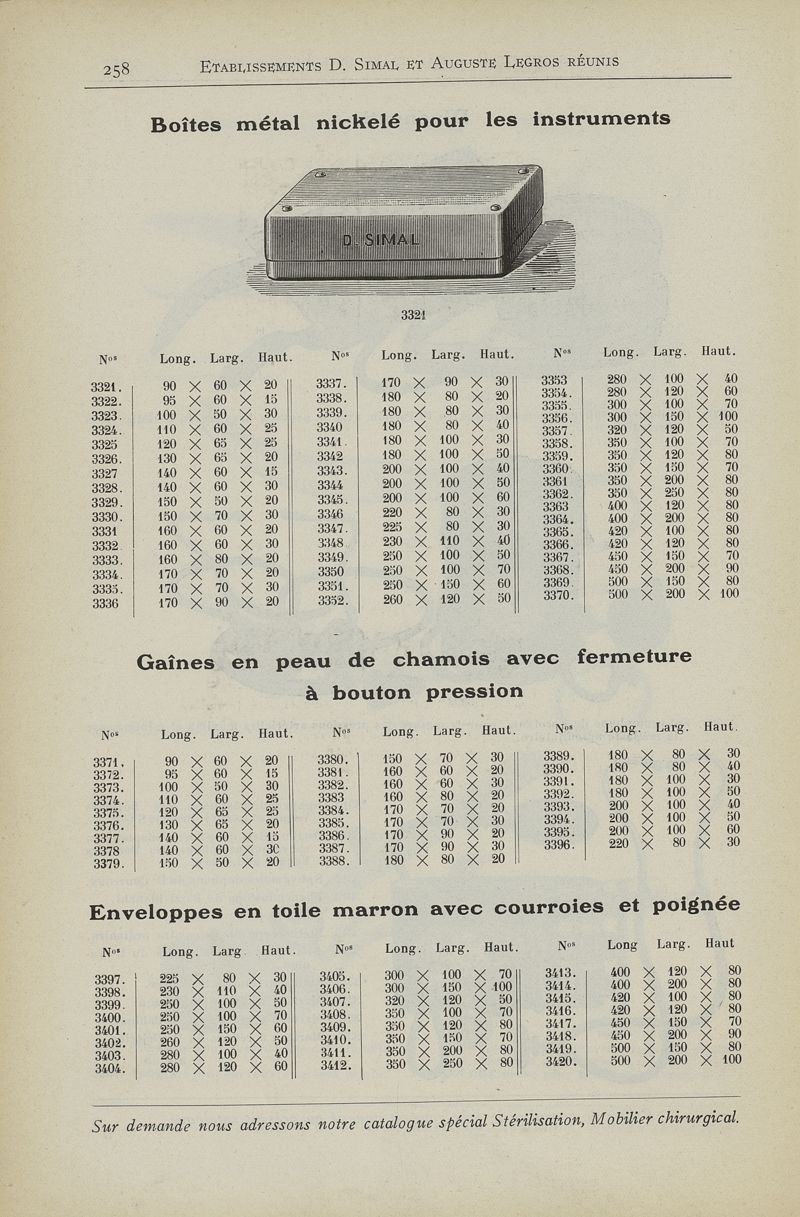 258 ETABLISSEMENTS D. SIMAL ET AUGUSTE LEGROS RÉUNIS
Boîtes métal nickelé pour les instruments
D. SIMAL
3321
Nos Long. Larg. Haut. Nos Long. Larg. Haut. Nos Long. Larg. Haut.
3321. 90 X 60 X 20 3337. 170 X 90 X 30 3353 280 X 100 X 40
3322. 95 X 60 X 15 3338. 180 X 80 X 20 3354. 280 X 120 X 60
3323. 100 X 50 X 30 3339. 180 X 80 X 30 3355. 300 X 100 X 70
3324. 110 X 60 X 25 3340 180 X 80 X 40 3356. 300 X 150 X 100
3325 120 X 65 X 25 3341. 180 X 100 X 30 3357. 320 X 120 X 50
3326. 130 X 65 X 20 3342 180 X 100 X 50 3358. 350 X 100 X 70
3327 140 X 60 X 15 3343. 200 X 100 X 40 3359. 350 X 120 X 80
3328. 140 X 60 X 30 3344 200 X 100 X 50 3360. 350 X 150 X 70
3329. 150 X 50 X 20 3345. 200 X 100 X 60 3361 350 X 200 X 80
3330. 150 X 70 X 30 3346 220 X 80 X 30 3362. 350 X 250 X 80
3331 160 X 60 X 20 3347. 225 X 80 X 30 3363 400 X 120 X 80
3332 160 X 60 X 30 3348 230 X 110 X 40 3364. 400 X 200 X 80
3333. 160 X 80 X 20 3349. 250 X 100 X 50 3365. 420 X 100 X 80
3334. 170 X 70 X 20 3350 250 X 100 X 70 3366. 420 X 120 X 80
3335. 170 X 70 X 30 3351. 250 X 150 X 60 3367. 450 X 150 X 70
3336 170 X 90 X 20 3352. 260 X 120 X 50 3368. 450 X 200 X 90
3369. 500 X 150 X 80
3370. 500 X 200 X 100
Gaînes en peau de chamois avec fermeture
à bouton pression
Nos Long. Larg. Haut. Nos Long. Larg. Haut. Nos Long. Larg. Haut.
3371. 90 X 60 X 20 3380. 150 X 70 X 30 3389. 180 X 80 X 30
3372. 95 X 60 X 15 3381. 160 X 60 X 20 3390. 180 X 80 X 40
3373. 100 X 50 X 30 3382. 160 X 60 X 30 3391. 180 X 100 X 30
3374. 110 X 60 X 25 3383 160 X 80 X 20 3392. 180 X 100 X 50
3375. 120 X 65 X 25 3384. 170 X 70 X 20 3393. 200 X 100 X 40
3376. 130 X 65 X 20 3385. 170 X 70 X 30 3394. 200 X 100 X 50
3377. 140 X 60 X 15 3386. 170 X 90 X 20 3395. 200 X 100 X 60
3378 140 X 60 X 30 3387. 170 X 90 X 30 3396. 220 X 80 X 30
3379. 150 X 50 X 20 3388. 180 X 80 X 20
Enveloppes en toile marron avec courroies et poignée
Nos Long. Larg Haut. Nos Long. Larg. Haut. Nos Long Larg. Haut
3397. 225 X 80 X 30 3405. 300 X 100 X 70 3413. 400 X 120 X 80
3398. 230 X 110 X 40 3406. 300 X 150 X 100 3414. 400 X 200 X 80
3399. 250 X 100 X 50 3407. 320 X 120 X 50 3415. 420 X 100 X 80
3400. 250 X 100 X 70 3408. 350 X 100 X 70 3416. 420 X 120 X 80
3401. 250 X 150 X 60 3409. 350 X 120 X 80 3417. 450 X 150 X 70
3402. 260 X 120 X 50 3410. 350 X 150 X 70 3418. 450 X 200 X 90
3403. 280 X 100 X 40 3411. 350 X 200 X 80 3419. 500 X 150 X 80
3404. 280 X 120 X 60 3412. 350 X 250 X 80 3420. 500 X 200 X 100
Sur demande nous adressons notre catalogue spécial Stérilisation, Mobilier chirurgical.